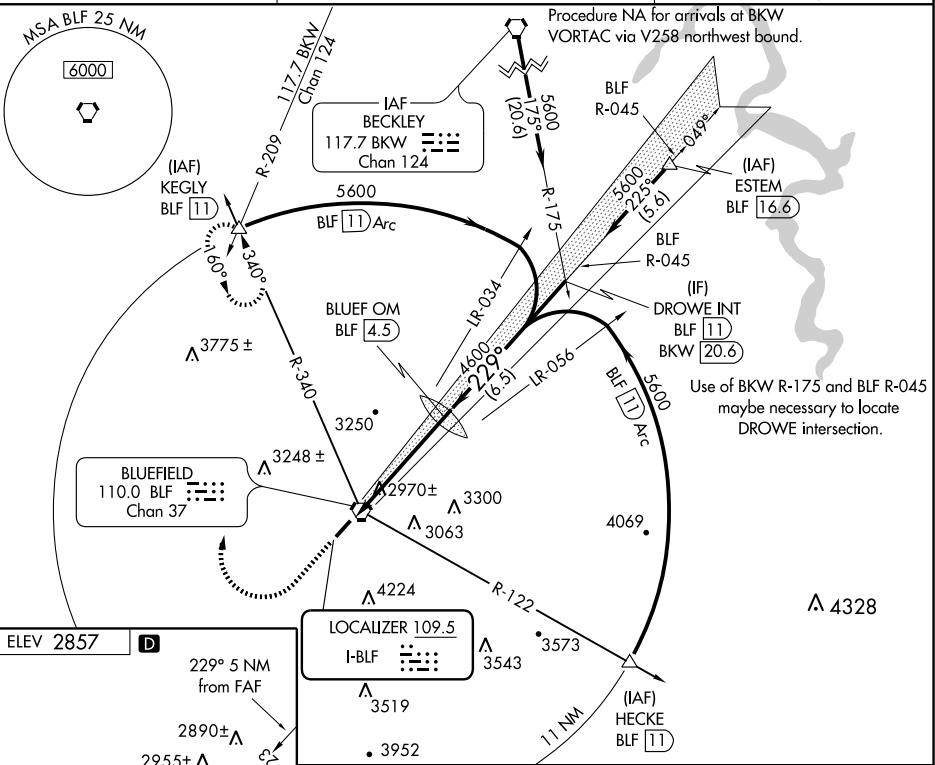 MSA BLF 25 NM
6000
117.7 BKW
Chan 124
R-209
Procedure NA for arrivals at BKW
VORTAC via V258 northwest bound.
IAF
BECKLEY
117.7 BKW
Chan 124
5600
175°
(20.6)
R-175
BLF
R-045
049°
5600
225°
(5.6)
(IAF)
ESTEM
BLF 16.6
(IAF)
KEGLY
BLF 11
5600
BLF 11 Arc
160°
340°
R-340
BLF
R-045
(IF)
DROWE INT
BLF 11
BKW 20.6
BLUEF OM
BLF 4.5
LR-034
4600
229°
(6.5)
LR-056
5600
BLF 11 Arc
Use of BKW R-175 and BLF R-045
maybe necessary to locate
DROWE intersection.
3775 ±
3250
3248 ±
BLUEFIELD
110.0 BLF
Chan 37
2970±
3300
3063
4069
R-122
4224
4328
LOCALIZER 109.5
I-BLF
3573
3543
3519
3952
(IAF)
HECKE
BLF 11
11 NM
ELEV 2857
D
229° 5 NM
from FAF
2890±
2955±
23